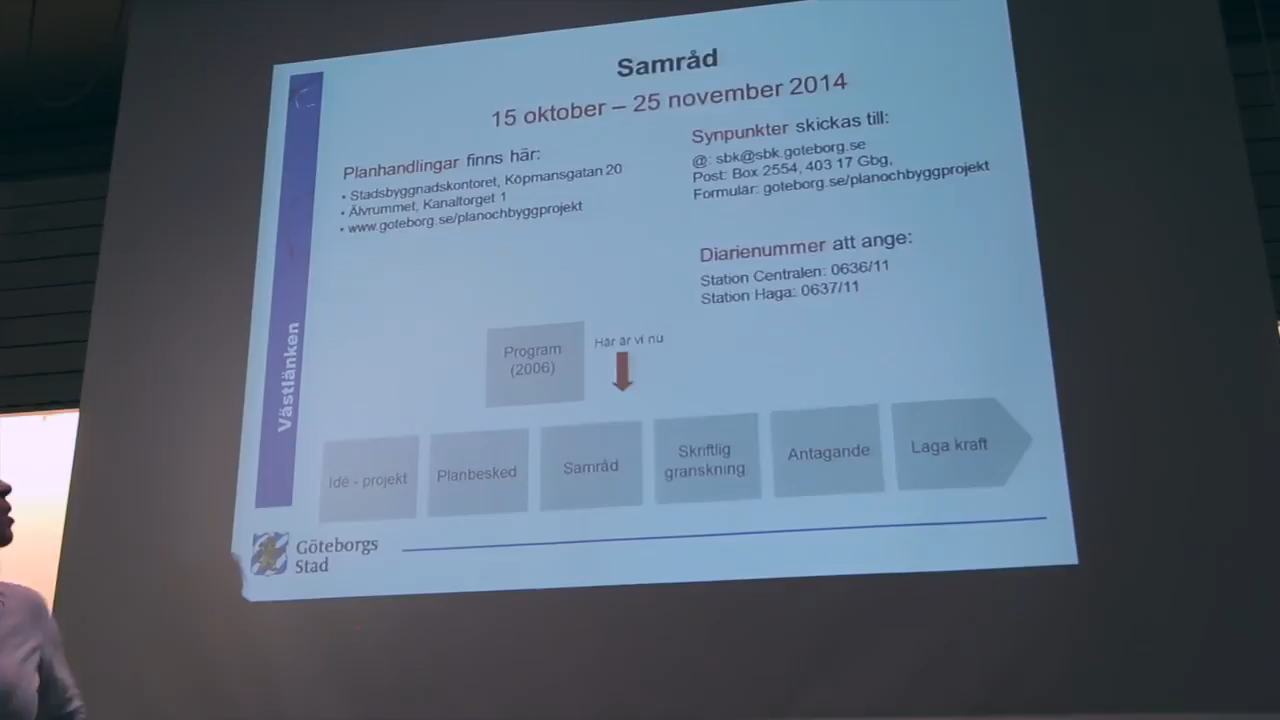 Samråd
15 oktober – 25 november 2014
Planhandlingar finns här:
• Stadsbyggnadskontoret, Köpmansgatan 20
• Älvrummet, Kanaltorget 1
• www.goteborg.se/planochbyggprojekt
Synpunkter skickas till:
@: sbk@sbk.goteborg.se
Post: Box 2554, 403 17 Gbg,
Formulär: goteborg.se/planochbyggprojekt
Diarienummer att ange:
Station Centralen: 0636/11
Station Haga: 0637/11
Västlänken
Program
(2006)
Här är vi nu
Idé - projekt
Planbesked
Samråd
Skriftlig
granskning
Antagande
Laga kraft
Göteborgs
Stad